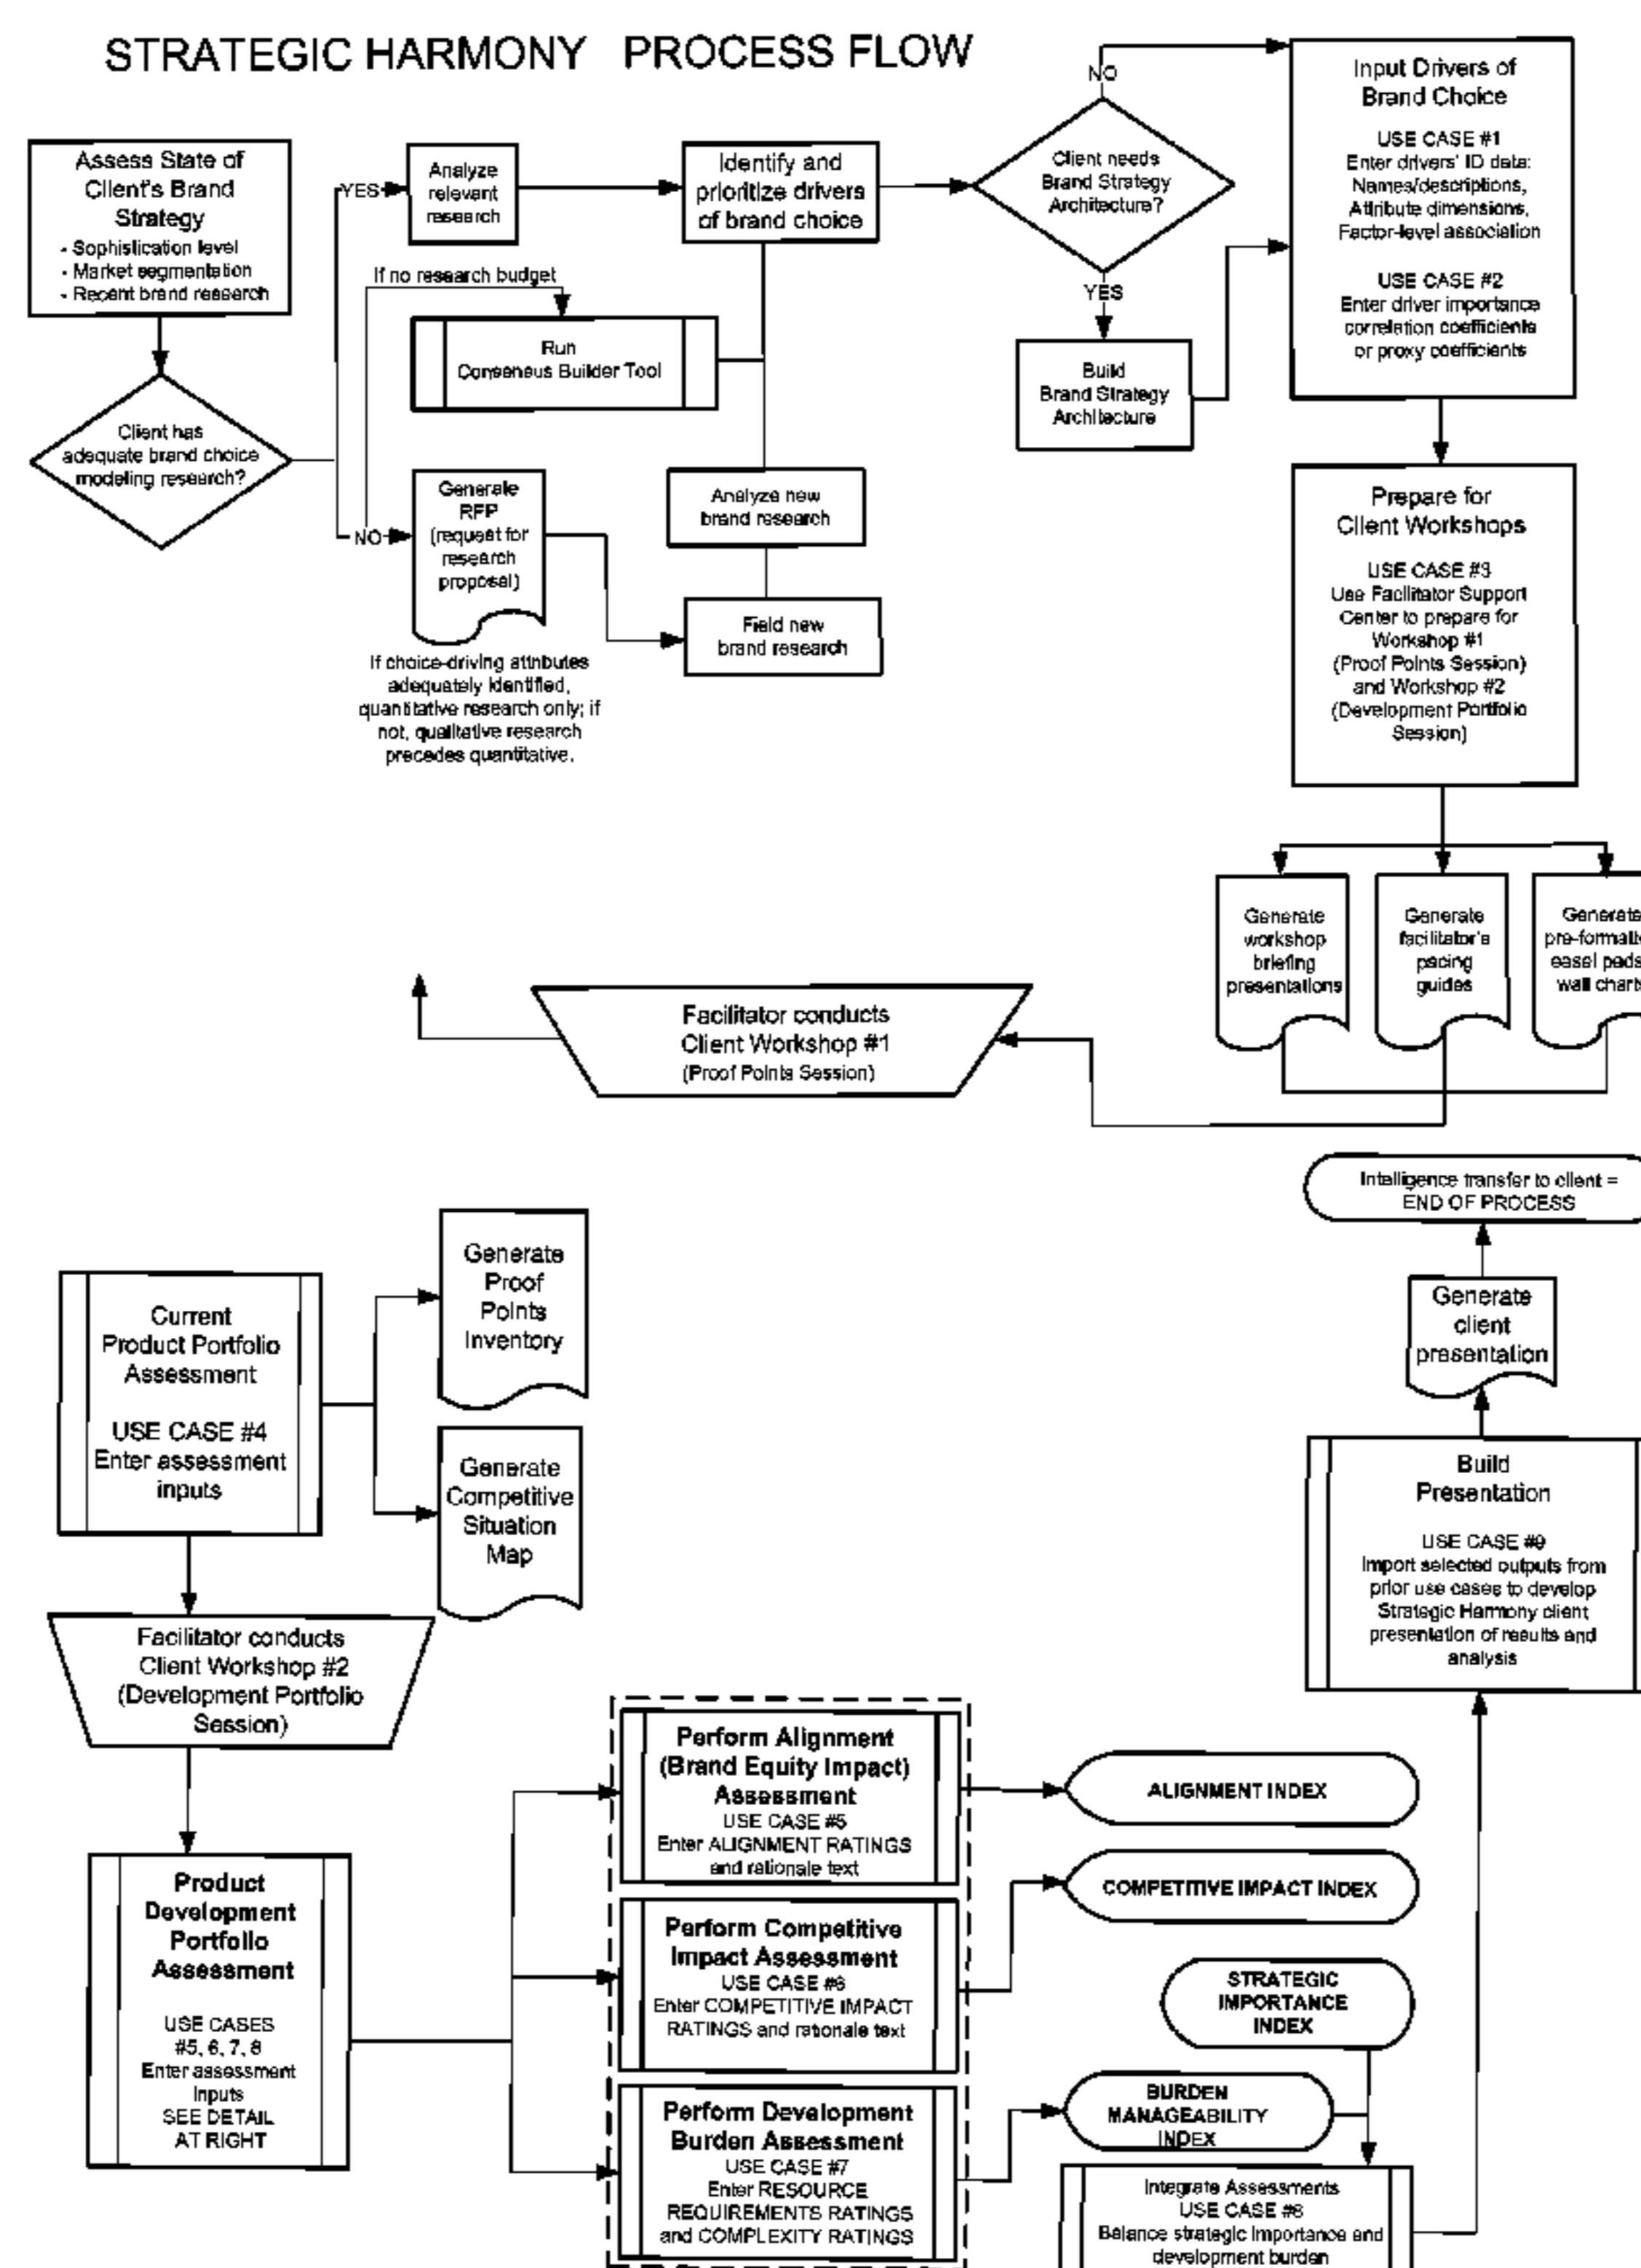 STRATEGIC HARMONY PROCESS FLOW
Assess State of
Client's Brand
Strategy
- Sophistication level
- Market segmentation
- Recent brand research
Client has
adequate brand choice
modeling research?
YES
NO
Analyze
relevant
research
If no research budget
Run
Consensus Builder Tool
Generate
RFP
(request for
research
proposal)
If choice-driving attributes
adequately identified,
quantitative research only; if
not, qualitative research
precedes quantitative.
Identify and
prioritize drivers
of brand choice
Analyze new
brand research
Field new
brand research
Client needs
Brand Strategy
Architecture?
NO
YES
Build
Brand Strategy
Architecture
Input Drivers of
Brand Choice
USE CASE #1
Enter drivers' ID data:
Names/descriptions,
Attribute dimensions,
Factor-level association
USE CASE #2
Enter driver importance
correlation coefficients
or proxy coefficients
Prepare for
Client Workshops
USE CASE #3
Use Facilitator Support
Center to prepare for
Workshop #1
(Proof Points Session)
and Workshop #2
(Development Portfolio
Session)
Generate
workshop
briefing
presentations
Generate
facilitator's
pacing
guides
Generate
easel pads
wall
Facilitator conducts
Client Workshop #1
(Proof Points Session)
Current
Product Portfolio
Assessment
USE CASE #4
Enter assessment
inputs
Generate
Proof
Points
Inventory
Generate
Competitive
Situation
Map
Facilitator conducts
Client Workshop #2
(Development Portfolio
Session)
Product
Development
Portfolio
Assessment
USE CASES
#5, 6, 7, 8
Enter assessment
Inputs
SEE DETAIL
AT RIGHT
Perform Alignment
(Brand Equity Impact)
Assessment
USE CASE #5
Enter ALIGNMENT RATINGS
and rationale text
Perform Competitive
Impact Assessment
USE CASE #6
Enter COMPETITIVE IMPACT
RATINGS and rationale text
Perform Development
Burden Assessment
USE CASE #7
Enter RESOURCE
REQUIREMENTS RATINGS
and COMPLEXITY RATINGS
ALIGNMENT INDEX
COMPETITIVE IMPACT INDEX
STRATEGIC
IMPORTANCE
INDEX
BURDEN
MANAGEABILITY
INDEX
Integrate Assessments
USE CASE #8
Balance strategic Importance and
development burden
Build
Presentation
USE CASE #9
Import selected outputs from
prior use cases to develop
Strategic Harmony client
presentation of results and
analysis
Generate
client
presentation
Intelligence transfer to client =
END OF PROCESS